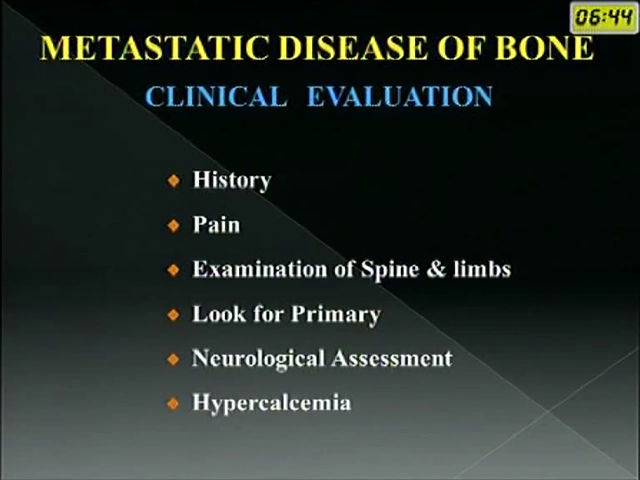 06:44
METASTATIC DISEASE OF BONE
CLINICAL EVALUATION
History
Pain
Examination of Spine & limbs
Look for Primary
Neurological Assessment
Hypercalcemia